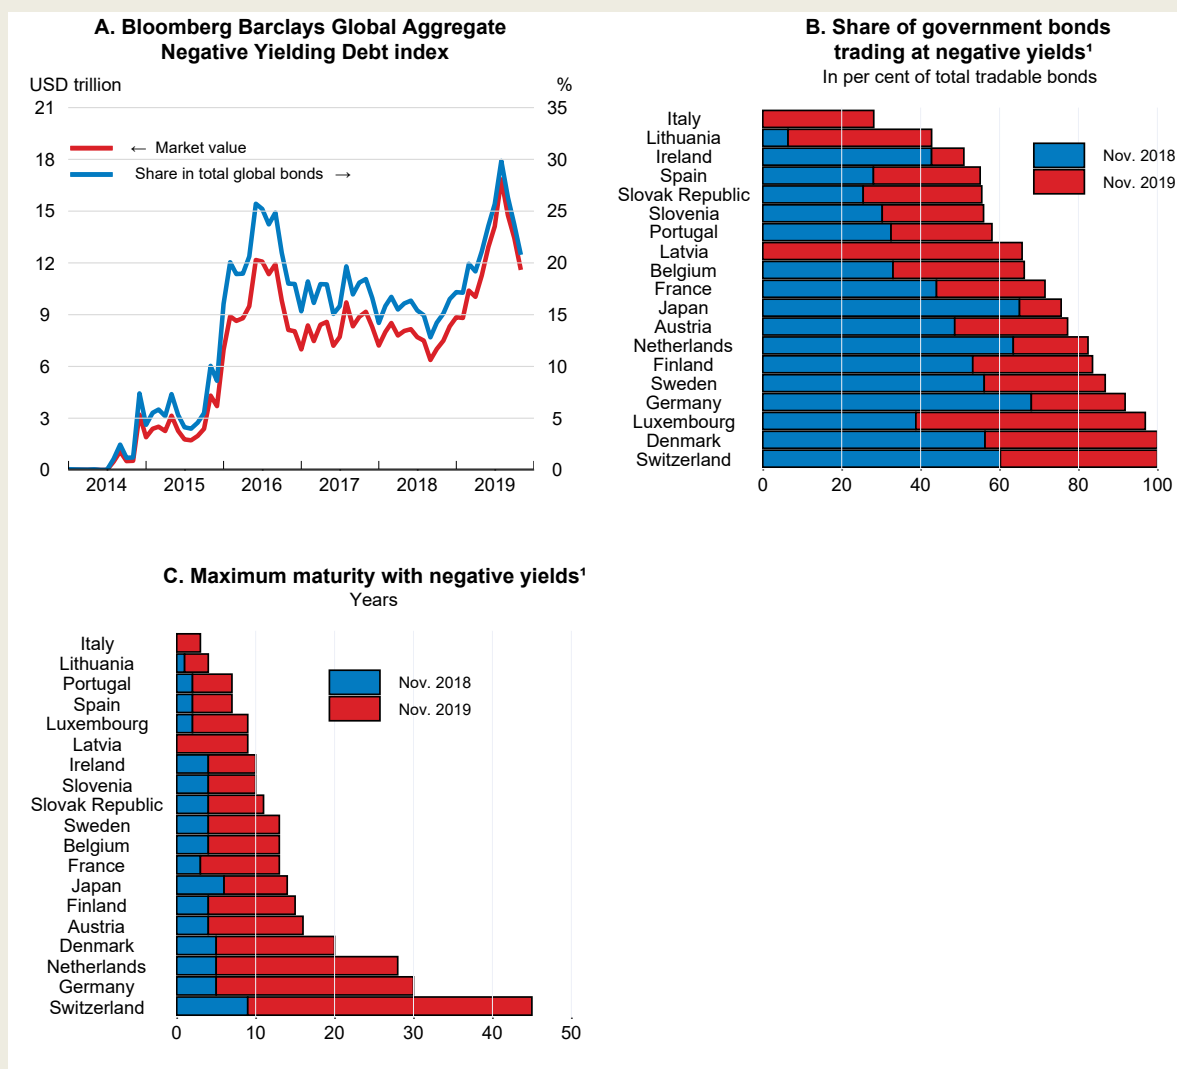 A. Bloomberg Barclays Global Aggregate
Negative Yielding Debt index
USD trillion
%
21
18
15
12
9
6
3
0
35
30
25
20
15
10
5
0
← Market value
Share in total global bonds →
2014
2015
2016
2017
2018
2019
B. Share of government bonds
trading at negative yields¹
In per cent of total tradable bonds
Italy
Lithuania
Ireland
Spain
Slovak Republic
Slovenia
Portugal
Latvia
Belgium
France
Japan
Austria
Netherlands
Finland
Sweden
Germany
Luxembourg
Denmark
Switzerland
Nov. 2018
Nov. 2019
0
20
40
60
80
100
C. Maximum maturity with negative yields¹
Years
Italy
Lithuania
Portugal
Spain
Luxembourg
Latvia
Ireland
Slovenia
Slovak Republic
Sweden
Belgium
France
Japan
Finland
Austria
Denmark
Netherlands
Germany
Switzerland
Nov. 2018
Nov. 2019
0
10
20
30
40
50